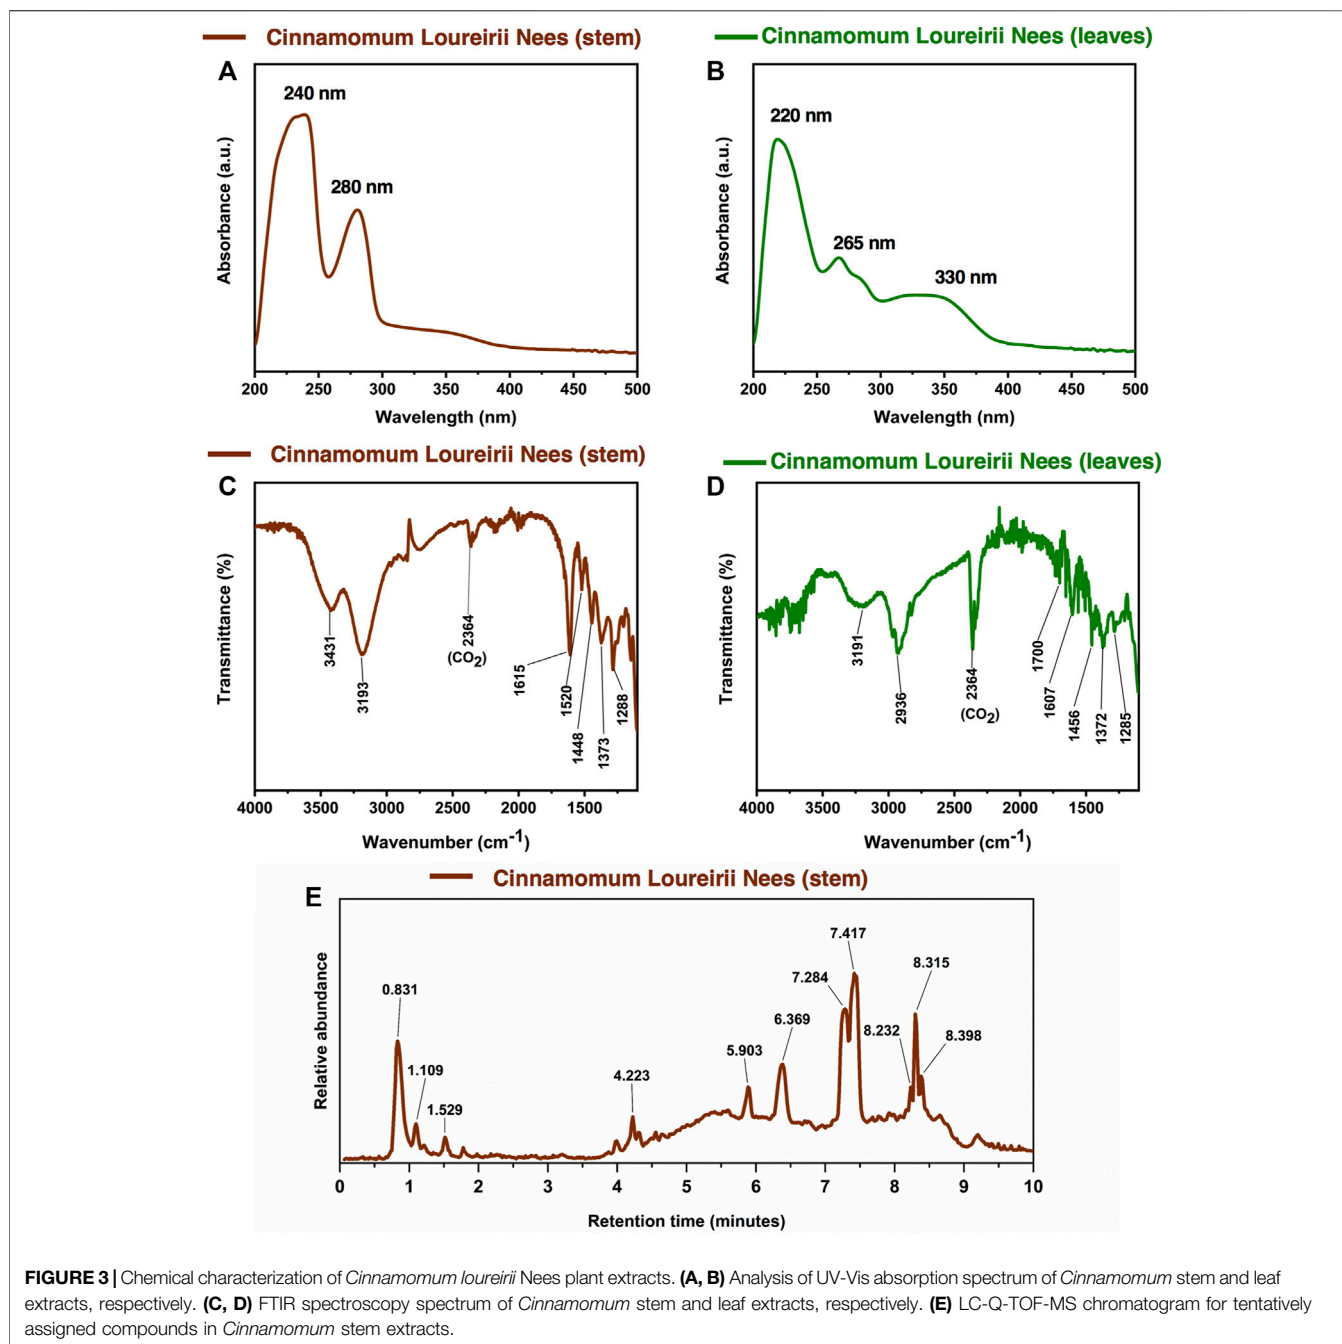 Cinnamomum Loureirii Nees (stem)
Cinnamomum Loureirii Nees (leaves)
A
240 nm
280 nm
Absorbance (a.u.)
200 250 300 350 400 450 500
Wavelength (nm)
B
220 nm
265 nm
330 nm
Absorbance (a.u.)
200 250 300 350 400 450 500
Wavelength (nm)
Cinnamomum Loureirii Nees (stem)
Cinnamomum Loureirii Nees (leaves)
C
Transmittance (%)
3431
3193
2364
(CO2)
1615
1520
1448
1373
1288
4000 3500 3000 2500 2000 1500
Wavenumber (cm-1)
D
Transmittance (%)
3191
2936
2364
(CO2)
1700
1607
1456
1372
1285
4000 3500 3000 2500 2000 1500
Wavenumber (cm-1)
Cinnamomum Loureirii Nees (stem)
E
Relative abundance
0.831
1.109
1.529
4.223
5.903
6.369
7.284
7.417
8.232
8.315
8.398
0 1 2 3 4 5 6 7 8 9 10
Retention time (minutes)
FIGURE 3 | Chemical characterization of Cinnamomum loureirii Nees plant extracts. (A, B) Analysis of UV-Vis absorption spectrum of Cinnamomum stem and leaf
extracts, respectively. (C, D) FTIR spectroscopy spectrum of Cinnamomum stem and leaf extracts, respectively. (E) LC-Q-TOF-MS chromatogram for tentatively
assigned compounds in Cinnamomum stem extracts.